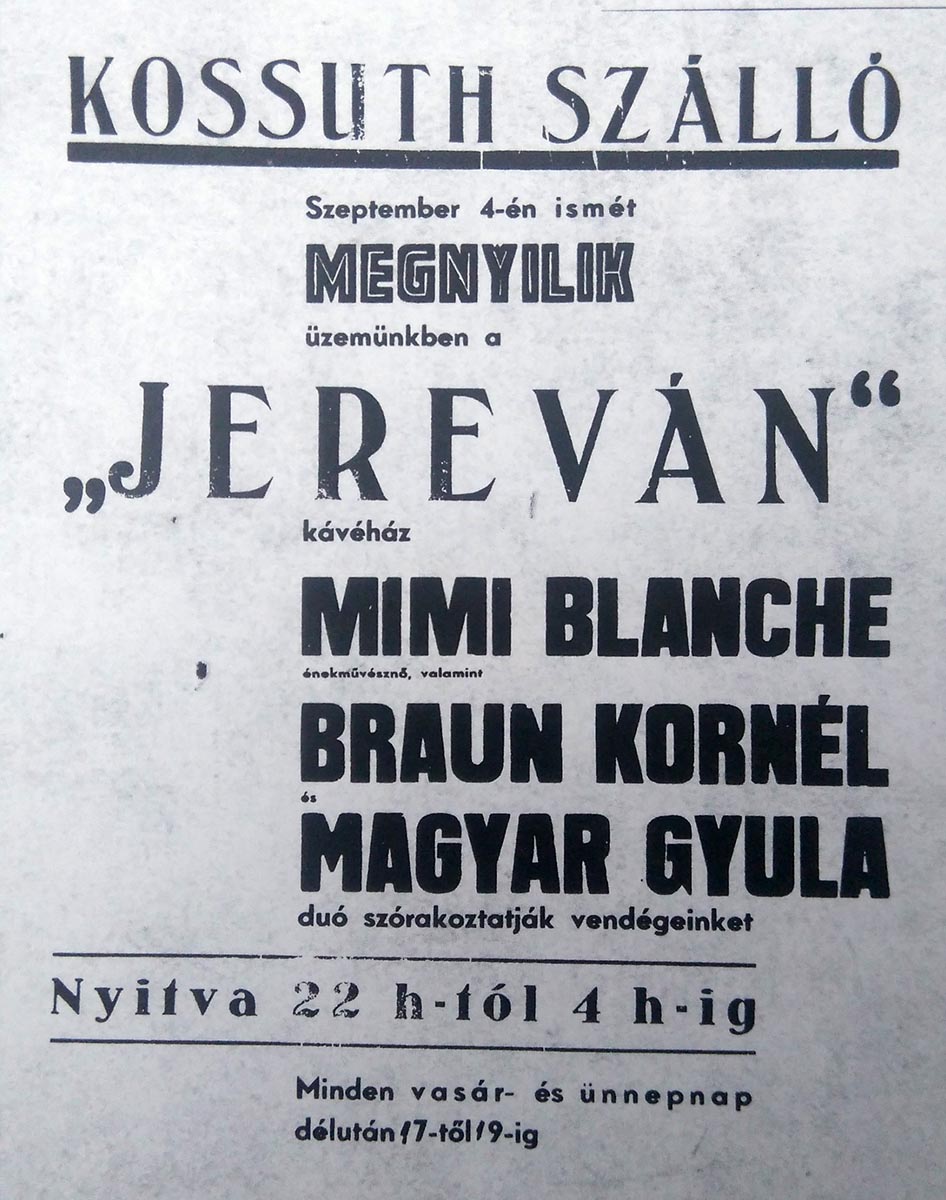 KOSSUTH SZÁLLÓ
Szeptember 4-én ismét
MEGNYILIK
üzemünkben a
„JEREVÁN“
kávéház
MIMI BLANCHE
énekművésznő, valamint
BRAUN KORNÉL
és
MAGYAR GYULA
duó szórakoztatják vendégeinket
Nyitva 22 h-tól 4 h-ig
Minden vasár- és ünnepnap
délután 17-től 19-ig